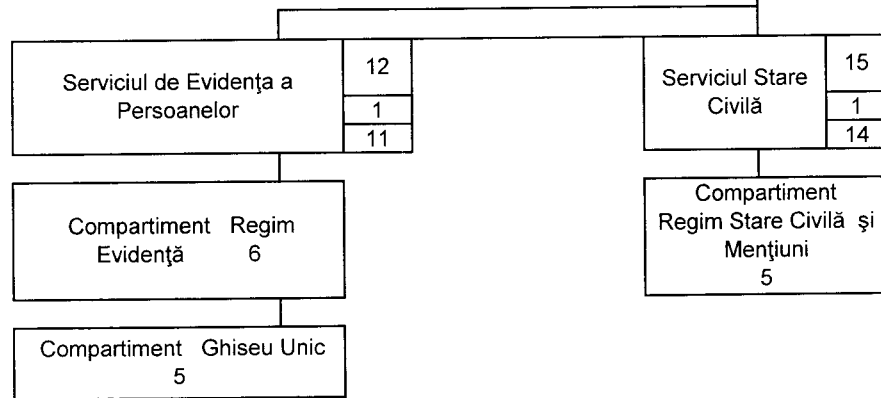 Serviciul de Evidenţa a
Persoanelor
12
1
11
Compartiment Regim
Evidenţă 6
Compartiment Ghiseu Unic
5
Serviciul Stare
Civilă
15
1
14
Compartiment
Regim Stare Civilă şi
Menţiuni
5